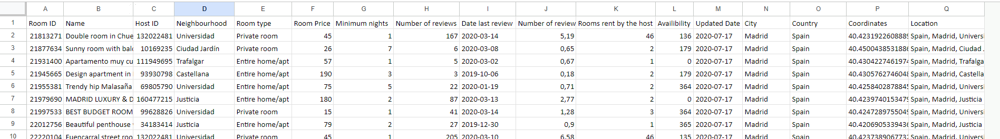 A B C D E F G H I J K L M N O P Q
1 Room ID Name Host ID Neighbourhood Room type Room Price Minimum nights Number of reviews Date last review Number of review Rooms rent by the host Availibility Updated Date City Country Coordinates Location
2 21813271 Double room in Chue 132022481 Universidad Private room 45 1 167 2020-03-14 5,19 46 136 2020-07-17 Madrid Spain 40.4231922608889 Spain, Madrid, Universi
3 21877634 Sunny room with balc 10169235 Ciudad Jardín Private room 26 7 6 2020-03-08 0,65 2 179 2020-07-17 Madrid Spain 40.4500438531886 Spain, Madrid, Ciudad J
4 21931400 Apartamento muy cu 111949695 Trafalgar Entire home/apt 57 1 5 2020-03-02 0,67 1 0 2020-07-17 Madrid Spain 40.4304227461974 Spain, Madrid, Trafalga
5 21945665 Design apartment in 93930798 Castellana Entire home/apt 190 3 3 2019-10-06 0,18 2 179 2020-07-17 Madrid Spain 40.4305762746048 Spain, Madrid, Castella
6 21955381 Trendy hip Malasaña 69805790 Universidad Entire home/apt 75 5 22 2020-01-19 0,71 2 364 2020-07-17 Madrid Spain 40.4258402878845 Spain, Madrid, Universi
7 21979690 MADRID LUXURY & D 160477215 Justicia Entire home/apt 180 2 87 2020-03-13 2,77 2 0 2020-07-17 Madrid Spain 40.4239740153479 Spain, Madrid, Justicia
8 21997533 BEST BUDGET ROOM 99628826 Universidad Private room 15 1 41 2020-03-14 1,28 3 364 2020-07-17 Madrid Spain 40.4247289755049 Spain, Madrid, Universi
9 22012756 Beautiful penthouse 34183414 Justicia Entire home/apt 79 2 27 2019-12-30 0,9 1 365 2020-07-17 Madrid Spain 40.4206905339436 Spain, Madrid, Justicia
10 22220104 Fuencarral street roo 132022481 Universidad Private room 45 1 205 2020-03-10 6,58 46 135 2020-07-17 Madrid Spain 40.4237389067732 Spain, Madrid, Universi